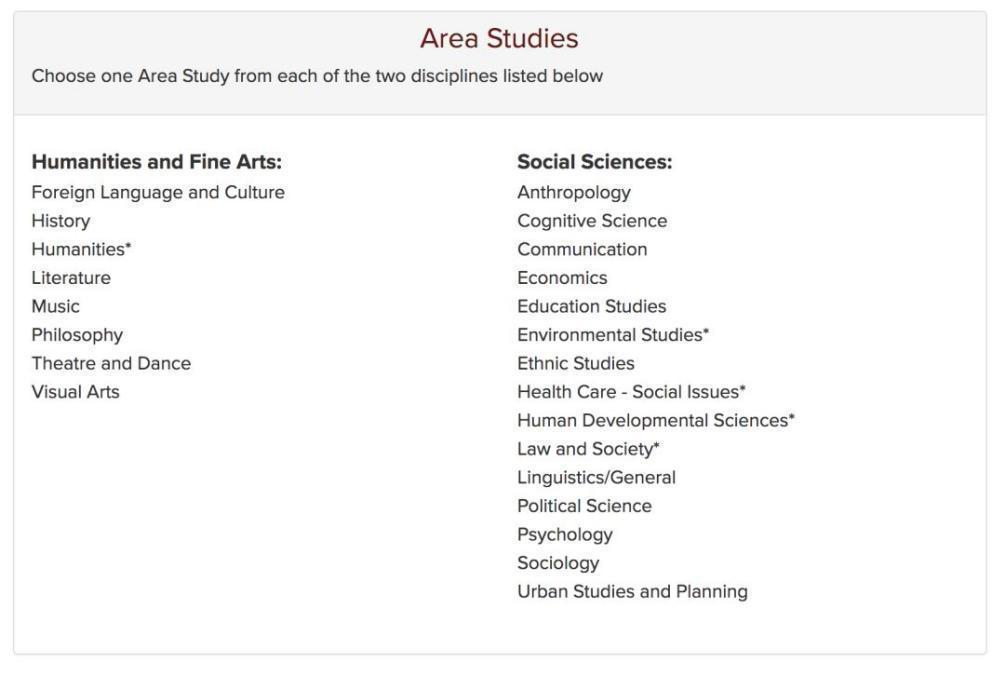 Area Studies
Choose one Area Study from each of the two disciplines listed below
Humanities and Fine Arts:
Foreign Language and Culture
History
Humanities*
Literature
Music
Philosophy
Theatre and Dance
Visual Arts
Social Sciences:
Anthropology
Cognitive Science
Communication
Economics
Education Studies
Environmental Studies*
Ethnic Studies
Health Care - Social Issues*
Human Developmental Sciences*
Law and Society*
Linguistics/General
Political Science
Psychology
Sociology
Urban Studies and Planning